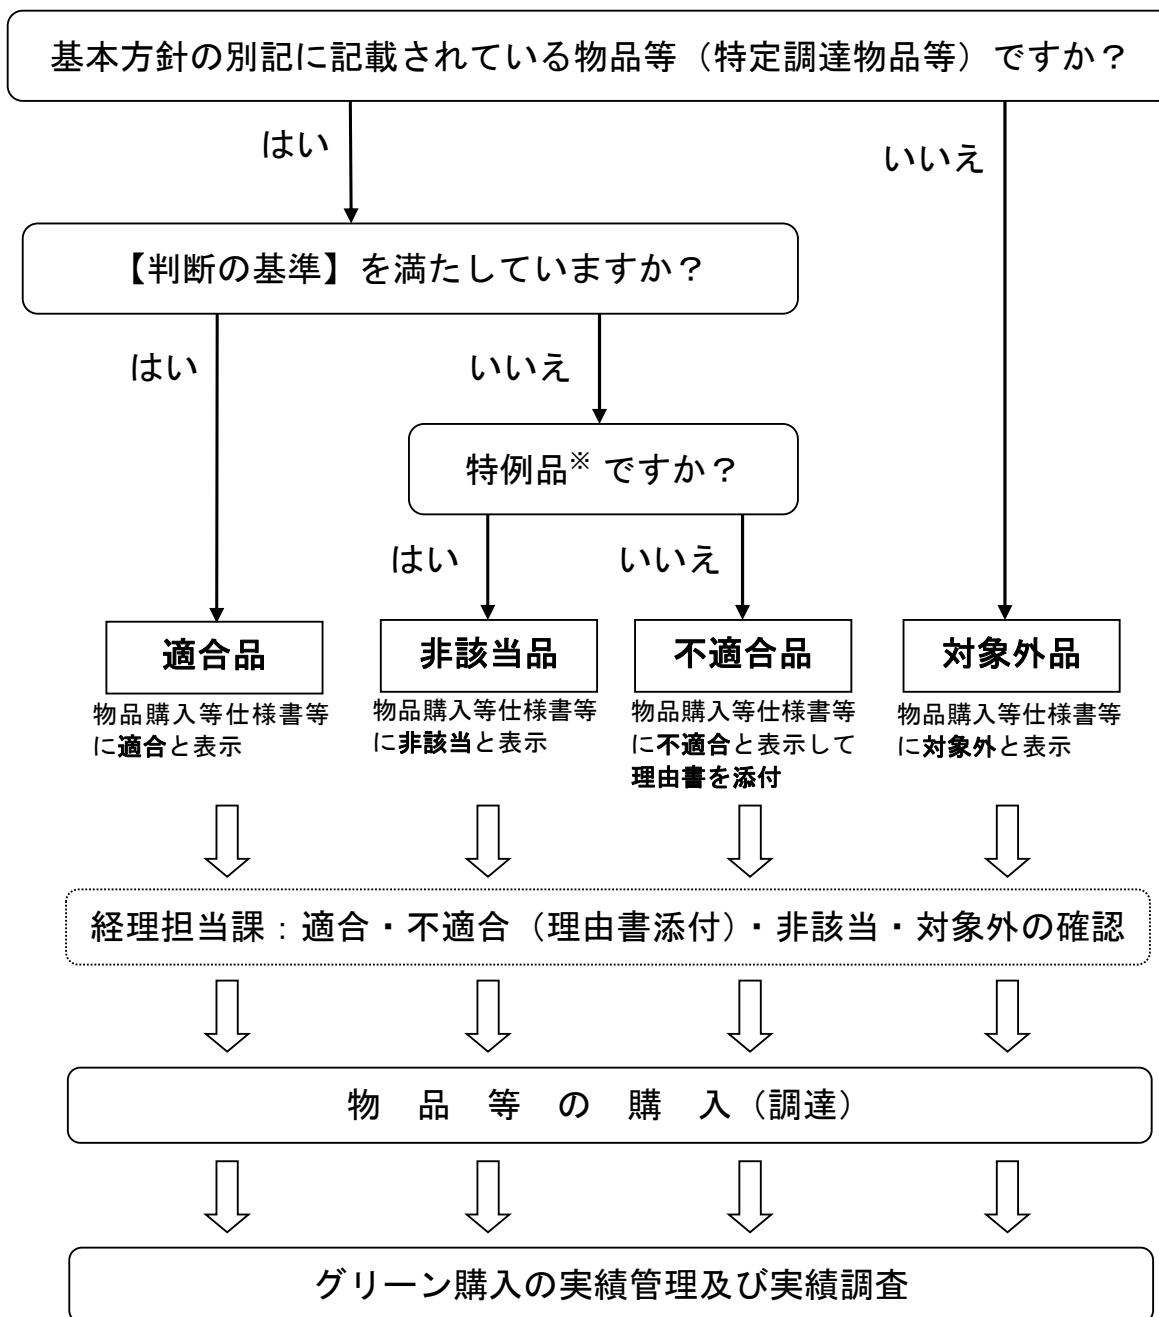 基本方針の別記に記載されている物品等（特定調達物品等）ですか？
はい
いいえ
【判断の基準】を満たしていますか？
はい
いいえ
特例品※ ですか？
はい
いいえ
適合品
非該当品
不適合品
対象外品
物品購入等仕様書等
に適合と表示
物品購入等仕様書等
に非該当と表示
物品購入等仕様書等
に不適合と表示して
理由書を添付
物品購入等仕様書等
に対象外と表示
経理担当課：適合・不適合（理由書添付）・非該当・対象外の確認
物　品　等　の　購　入（調達）
グリーン購入の実績管理及び実績調査